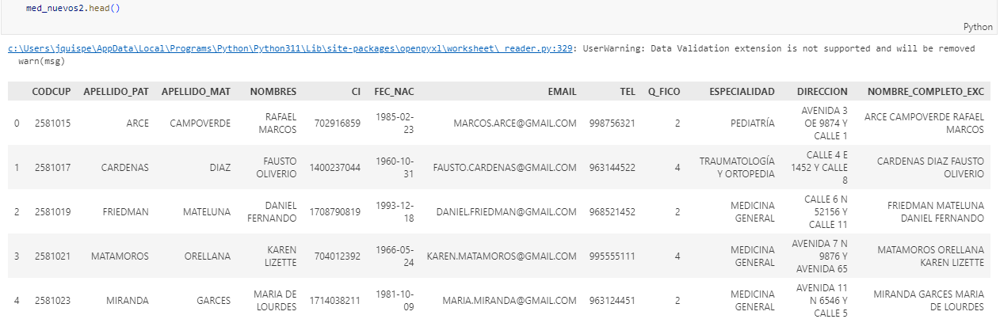 med_nuevos2.head()
Python
c:\Users\jquispe\AppData\Local\Programs\Python\Python311\Lib\site-packages\openpyxl\worksheet\_reader.py:329: UserWarning: Data Validation extension is not supported and will be removed
warn(msg)
CODCUP APELLIDO_PAT APELLIDO_MAT NOMBRES CI FEC_NAC EMAIL TEL Q_FICO ESPECIALIDAD DIRECCION NOMBRE_COMPLETO_EXC
0 2581015 ARCE CAMPOVERDE RAFAEL MARCOS 702916859 1985-02-23 MARCOS.ARCE@GMAIL.COM 998756321 2 PEDIATRÍA AVENIDA 3 OE 9874 Y CALLE 1 ARCE CAMPOVERDE RAFAEL MARCOS
1 2581017 CARDENAS DIAZ FAUSTO OLIVERIO 1400237044 1960-10-31 FAUSTO.CARDENAS@GMAIL.COM 963144522 4 TRAUMATOLOGÍA Y ORTOPEDIA CALLE 4 E 1452 Y CALLE 8 CARDENAS DIAZ FAUSTO OLIVERIO
2 2581019 FRIEDMAN MATELUNA DANIEL FERNANDO 1708790819 1993-12-18 DANIEL.FRIEDMAN@GMAIL.COM 968521452 2 MEDICINA GENERAL CALLE 6 N 52156 Y CALLE 11 FRIEDMAN MATELUNA DANIEL FERNANDO
3 2581021 MATAMOROS ORELLANA KAREN LIZETTE 704012392 1966-05-24 KAREN.MATAMOROS@GMAIL.COM 995555111 4 MEDICINA GENERAL AVENIDA 7 N 9876 Y AVENIDA 65 MATAMOROS ORELLANA KAREN LIZETTE
4 2581023 MIRANDA GARCES MARIA DE LOURDES 1714038211 1981-10-09 MARIA.MIRANDA@GMAIL.COM 963124451 2 MEDICINA GENERAL AVENIDA 11 N 6546 Y CALLE 5 MIRANDA GARCES MARIA DE LOURDES